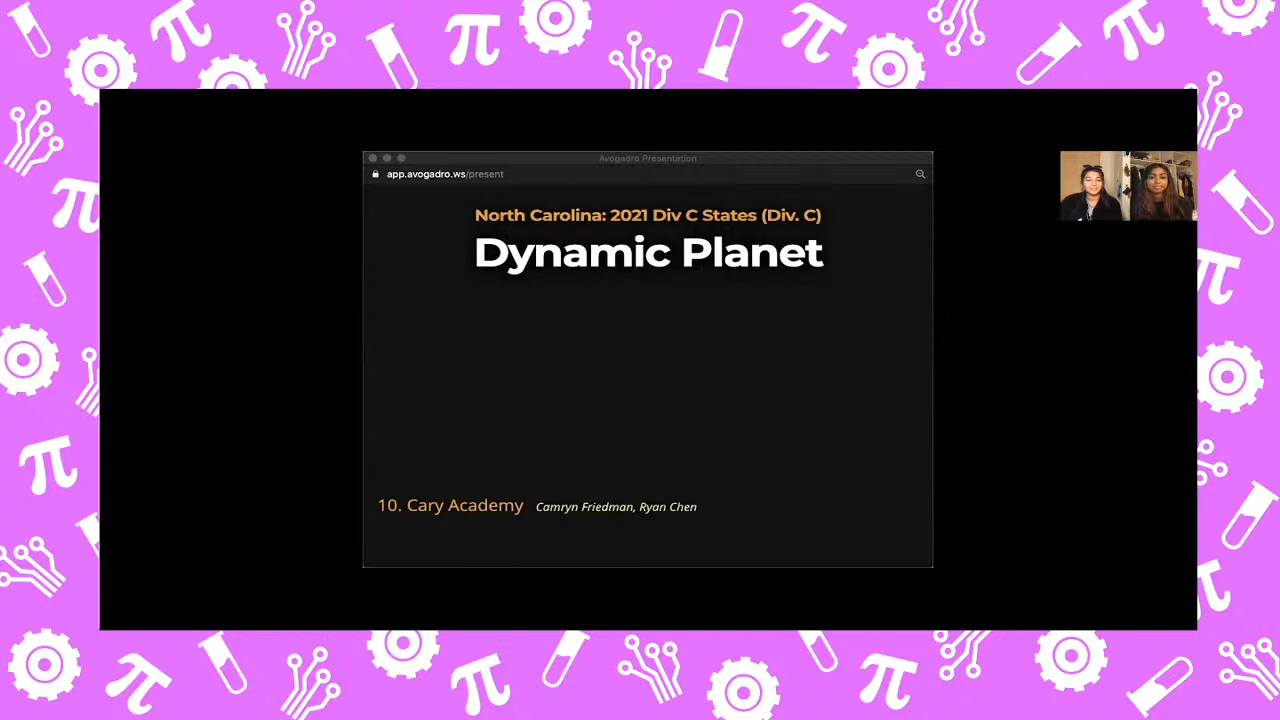 Avogadro Presentation
app.avogadro.ws/present
North Carolina: 2021 Div C States (Div. C)
Dynamic Planet
10. Cary Academy Camryn Friedman, Ryan Chen